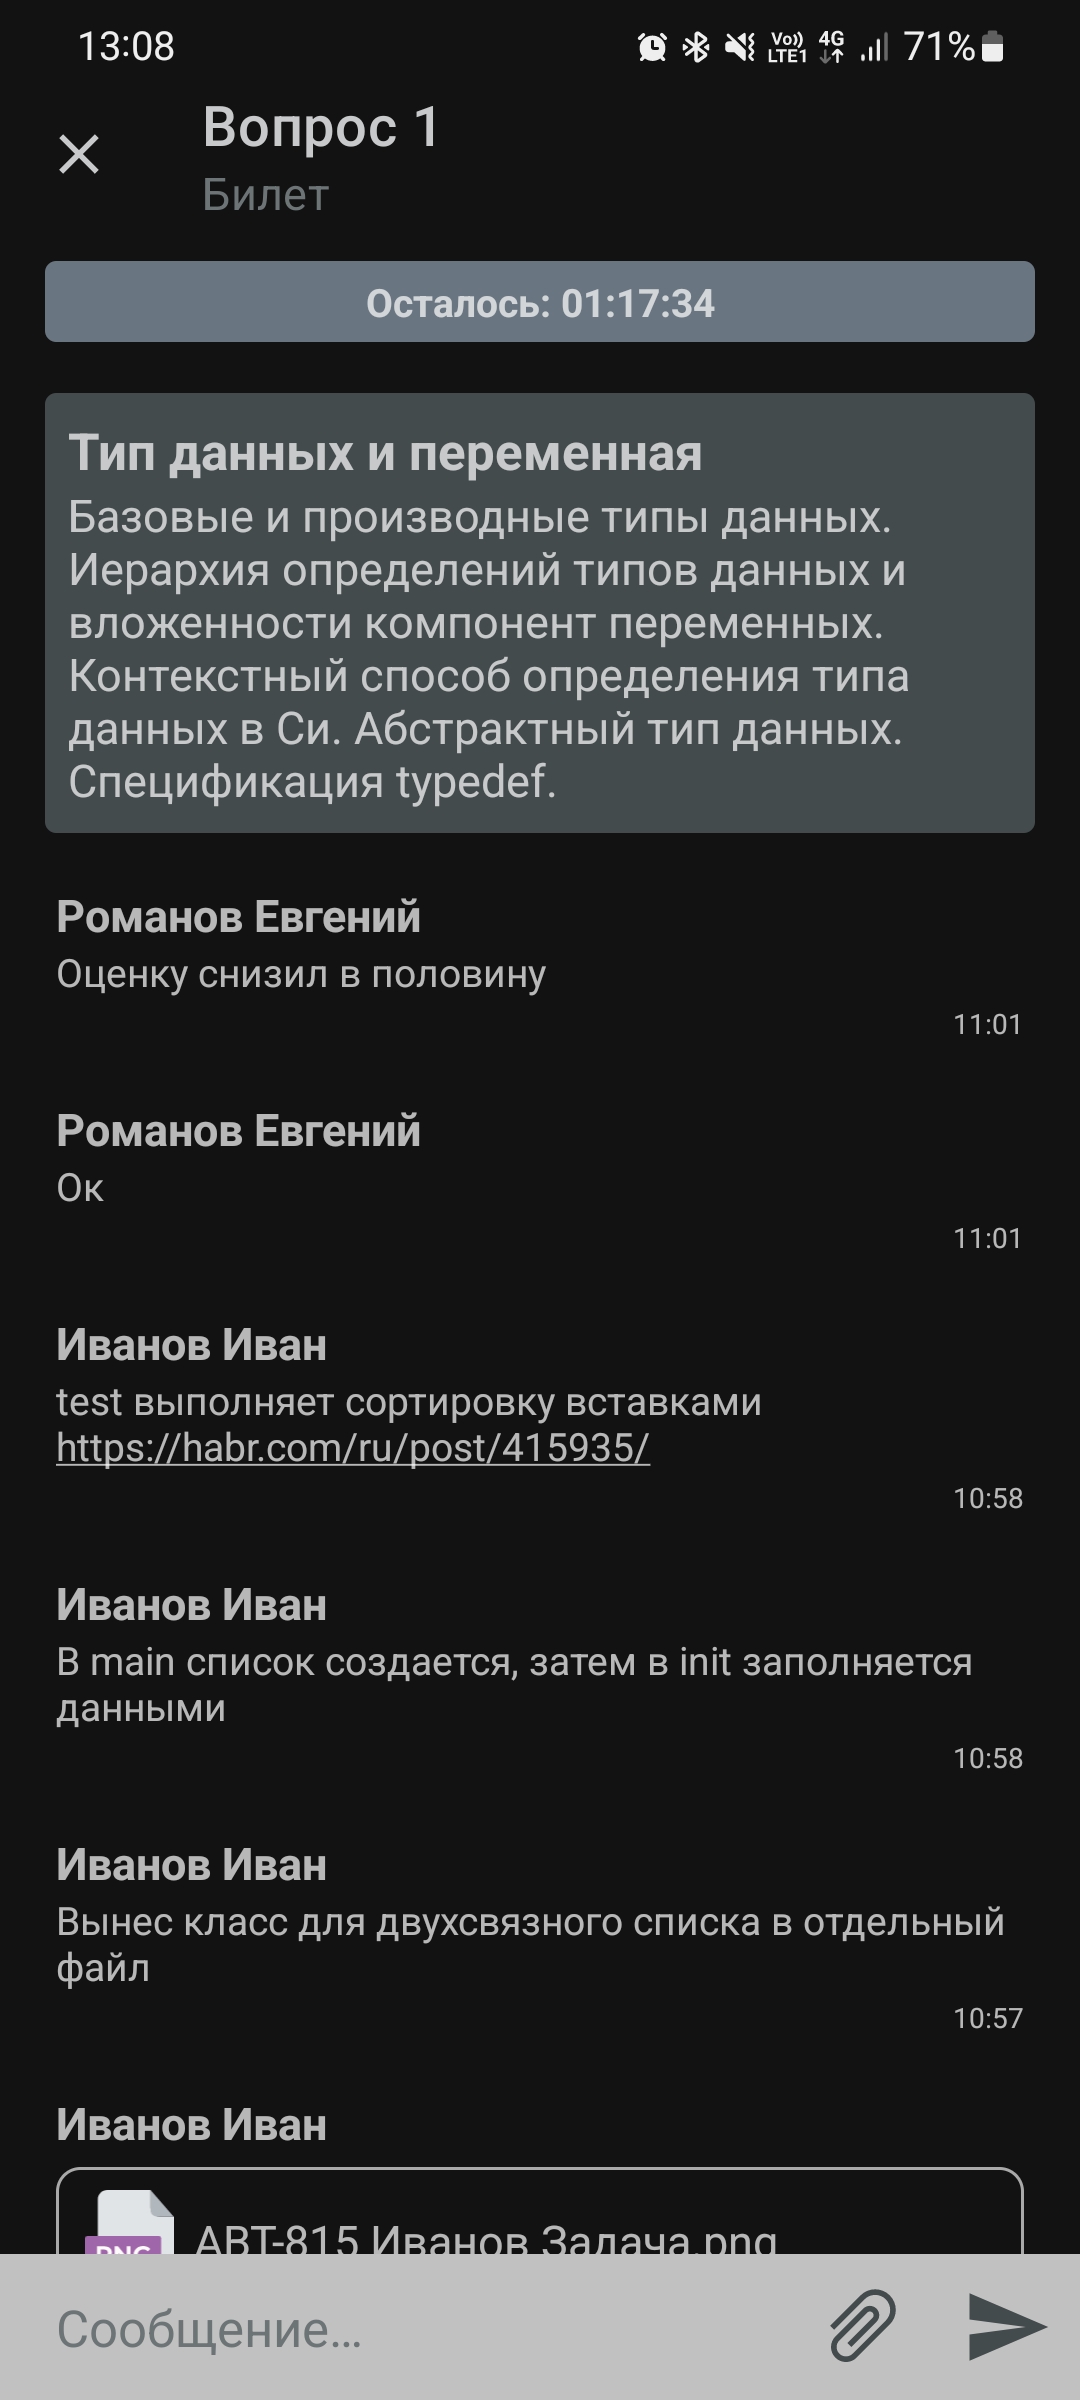 13:08
Vo)) LTE1 4G 71%
Вопрос 1
Билет
Осталось: 01:17:34
Тип данных и переменная
Базовые и производные типы данных.
Иерархия определений типов данных и
вложенности компонент переменных.
Контекстный способ определения типа
данных в Си. Абстрактный тип данных.
Спецификация typedef.
Романов Евгений
Оценку снизил в половину
11:01
Романов Евгений
Ок
11:01
Иванов Иван
test выполняет сортировку вставками
https://habr.com/ru/post/415935/
10:58
Иванов Иван
В main список создается, затем в init заполняется
данными
10:58
Иванов Иван
Вынес класс для двухсвязного списка в отдельный
файл
10:57
Иванов Иван
PNG
АВТ-815 Иванов Задача.png
Сообщение...